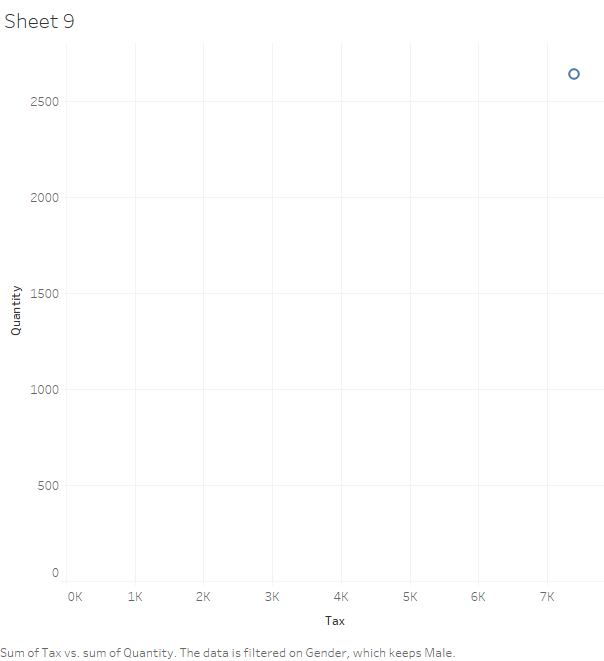 Sheet 9
2500
2000
1500
1000
500
0
Quantity
0K 1K 2K 3K 4K 5K 6K 7K
Tax
Sum of Tax vs. sum of Quantity. The data is filtered on Gender, which keeps Male.